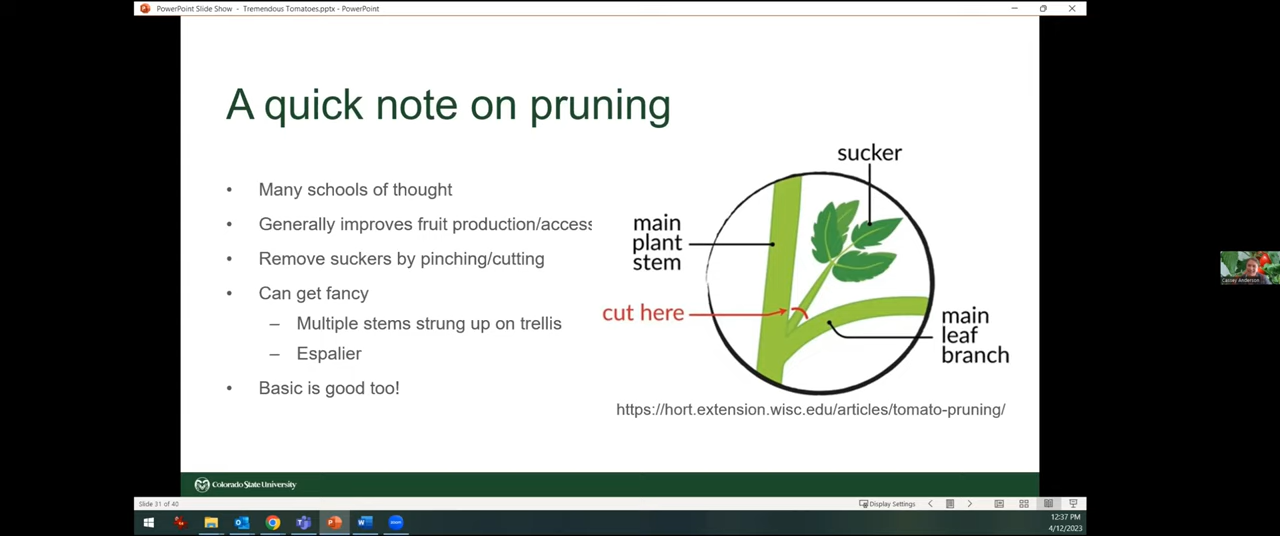 PowerPoint Slide Show - Tremendous Tomatoes.pptx - PowerPoint
A quick note on pruning
• Many schools of thought
• Generally improves fruit production/access
• Remove suckers by pinching/cutting
• Can get fancy
– Multiple stems strung up on trellis
– Espalier
• Basic is good too!
sucker
main
plant
stem
cut here
main
leaf
branch
https://hort.extension.wisc.edu/articles/tomato-pruning/
Colorado State University
Cassey Anderson
Slide 31 of 40
Display Settings
12:37 PM
4/12/2023